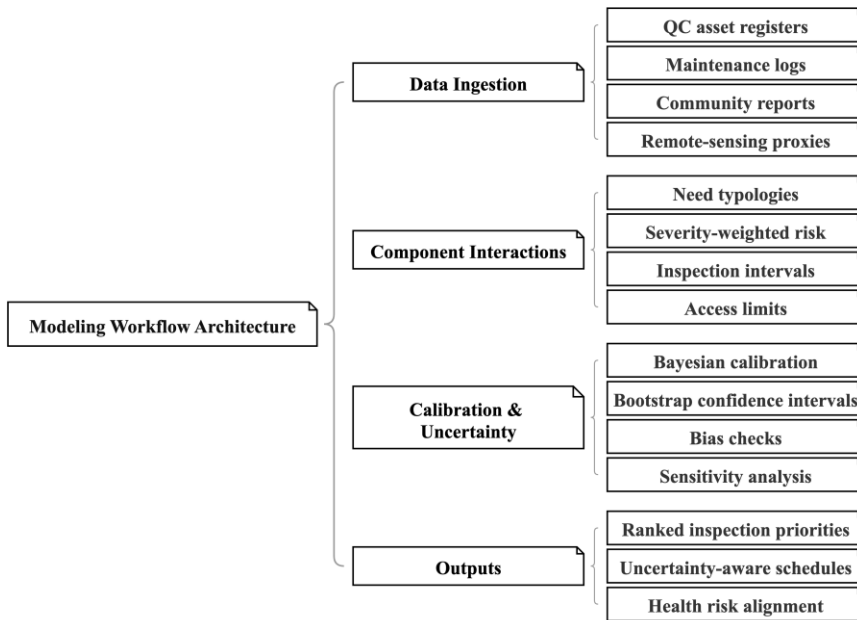 Modeling Workflow Architecture
Data Ingestion
QC asset registers
Maintenance logs
Community reports
Remote-sensing proxies
Component Interactions
Need typologies
Severity-weighted risk
Inspection intervals
Access limits
Calibration &
Uncertainty
Bayesian calibration
Bootstrap confidence intervals
Bias checks
Sensitivity analysis
Outputs
Ranked inspection priorities
Uncertainty-aware schedules
Health risk alignment